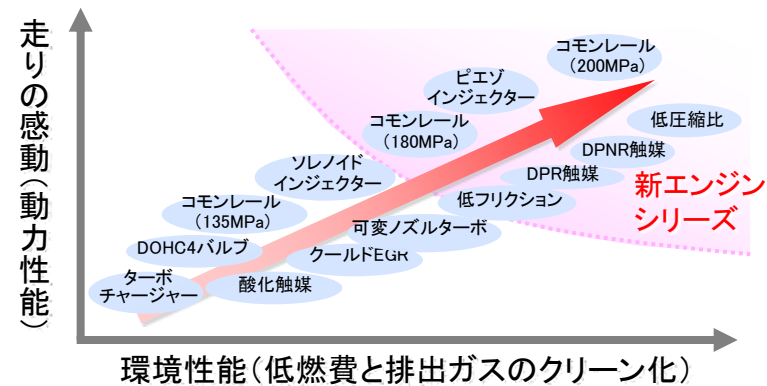 走りの感動(動力性能)
コモンレール
(200MPa)
ピエゾ
インジェクター
コモンレール
(180MPa)
低圧縮比
DPNR触媒
ソレノイド
インジェクター
DPR触媒
新エンジン
シリーズ
低フリクション
コモンレール
(135MPa)
可変ノズルターボ
DOHC4バルブ
クールドEGR
ターボ
チャージャー
酸化触媒
環境性能(低燃費と排出ガスのクリーン化)